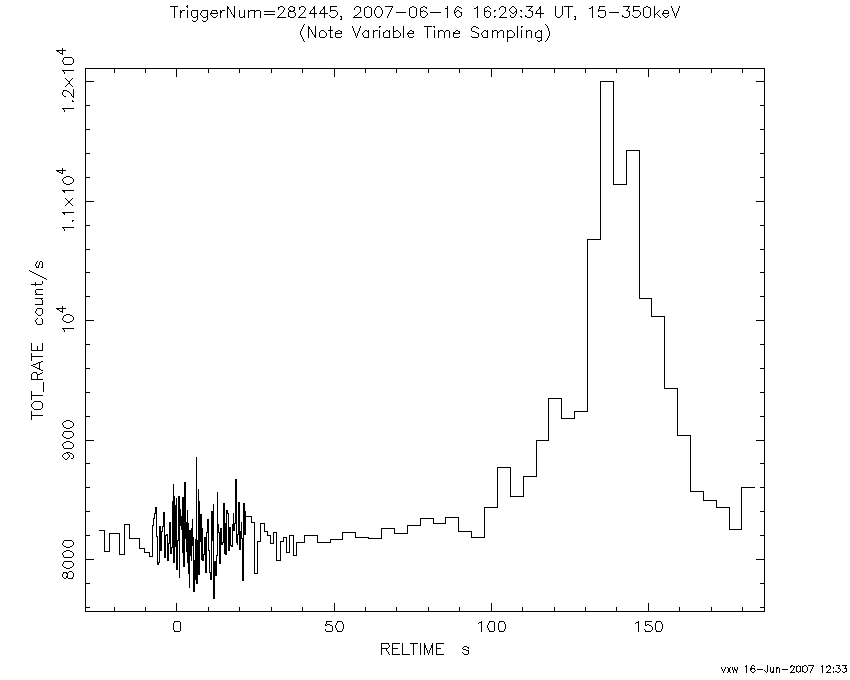 TriggerNum=282445, 2007-06-16 16:29:34 UT, 15-350keV
(Note Variable Time Sampling)
1.2×10⁴
1.1×10⁴
10⁴
9000
8000
TOT_RATE count/s
0 50 100 150
RELTIME s
vxw 16-Jun-2007 12:33